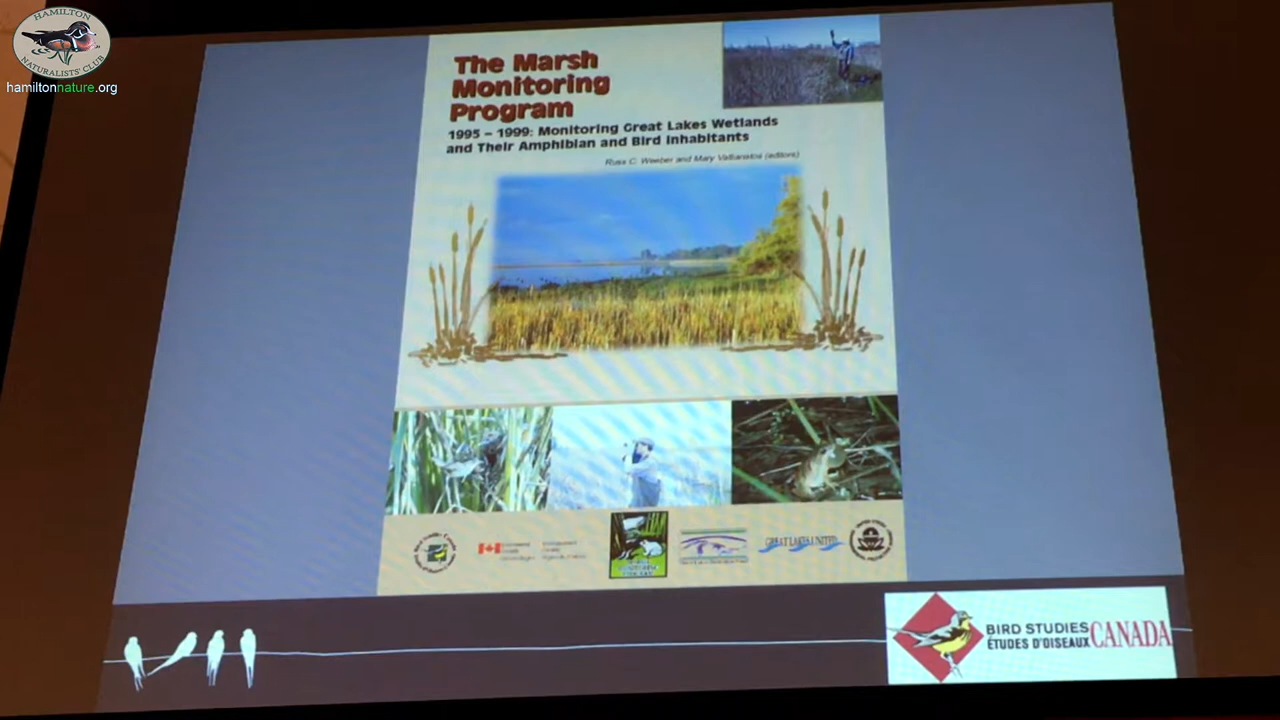 HAMILTON
NATURALISTS' CLUB
hamiltonnature.org
The Marsh
Monitoring
Program
1995 – 1999: Monitoring Great Lakes Wetlands
and Their Amphibian and Bird Inhabitants
Russ C. Weeber and Mary Vallianatos (editors)
GREAT LAKES UNITED
BIRD STUDIES
ÉTUDES D'OISEAUX CANADA